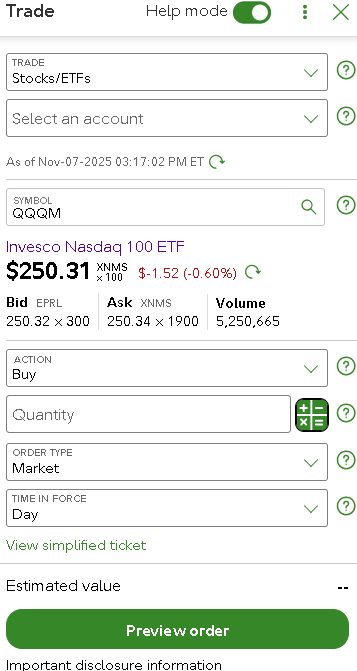 Trade
Help mode
TRADE
Stocks/ETFs
Select an account
As of Nov-07-2025 03:17:02 PM ET
SYMBOL
QQQM
Invesco Nasdaq 100 ETF
$250.31 XNMS x 100 $-1.52 (-0.60%)
Bid EPRL Ask XNMS Volume
250.32 x 300 250.34 x 1900 5,250,665
ACTION
Buy
Quantity
ORDER TYPE
Market
TIME IN FORCE
Day
View simplified ticket
Estimated value --
Preview order
Important disclosure information